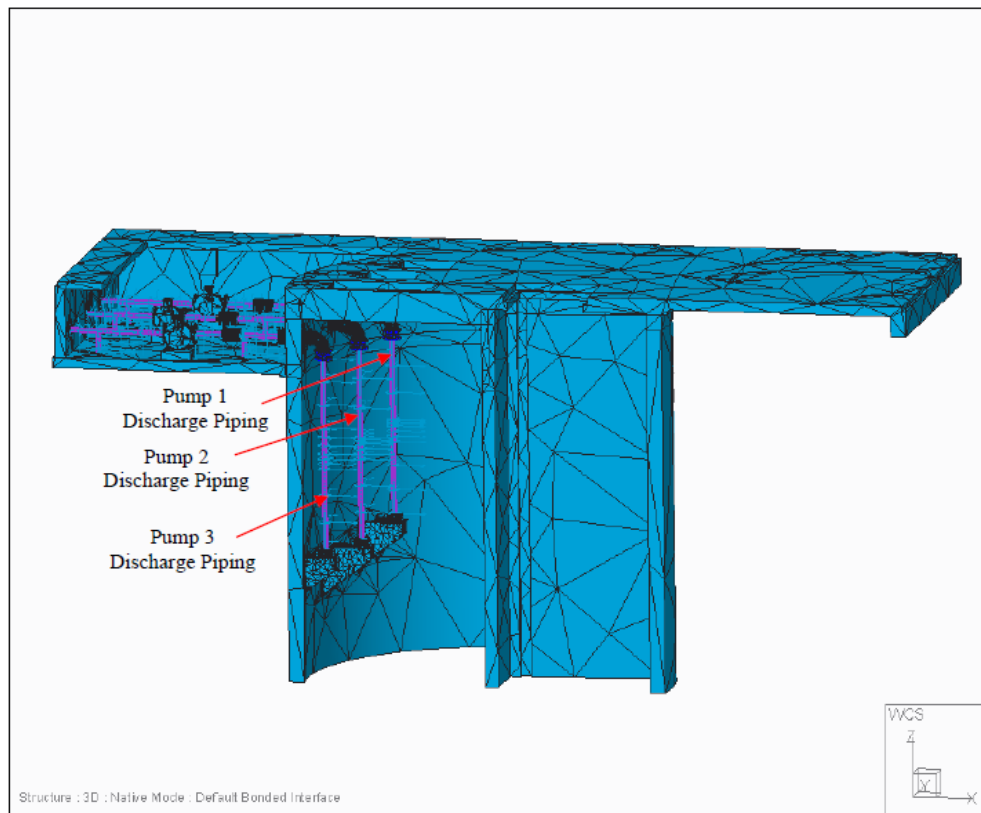 Pump 1
Discharge Piping
Pump 2
Discharge Piping
Pump 3
Discharge Piping
WCS
Z
Y
X
Structure : 3D : Native Mode : Default Bonded Interface